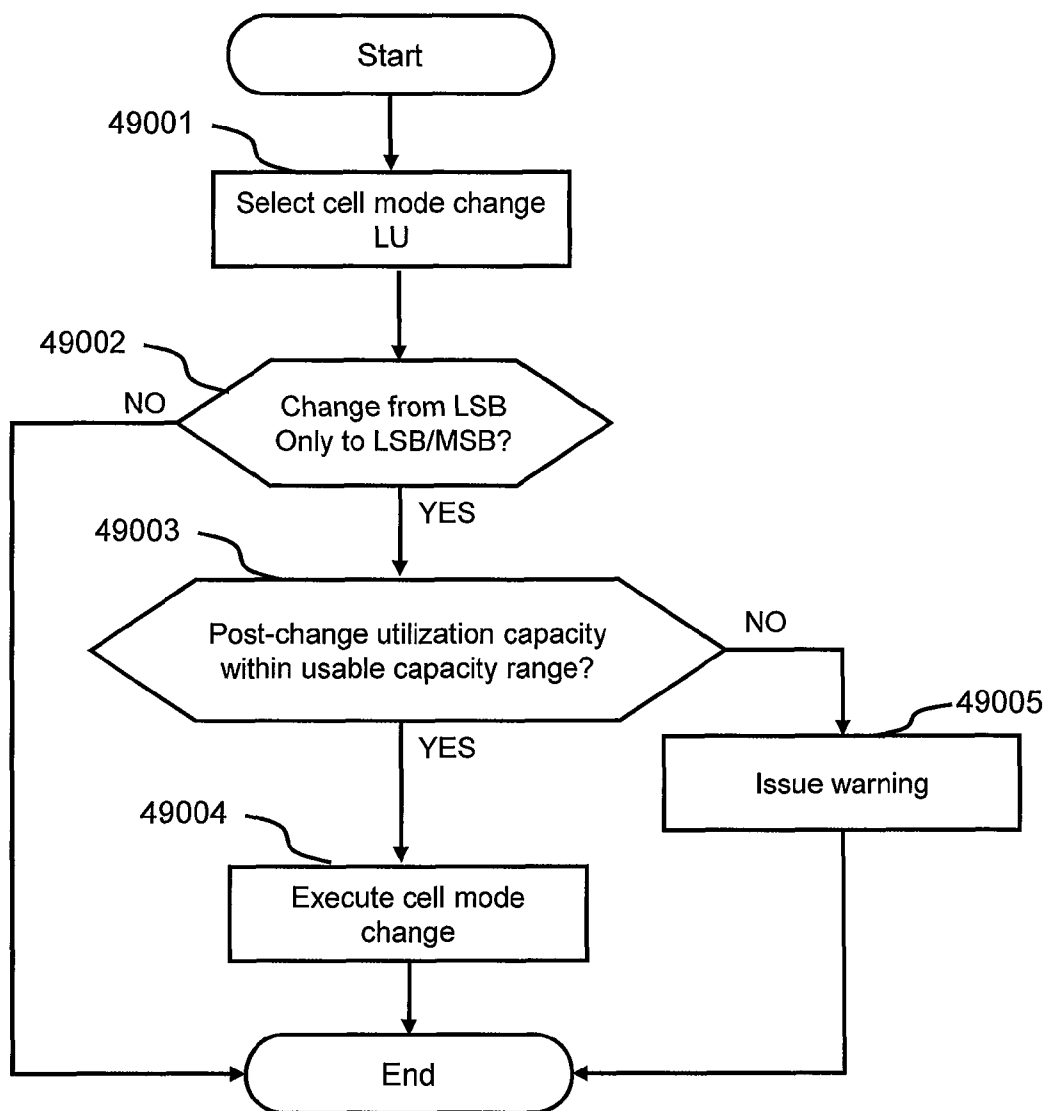 Start
49001
Select cell mode change
LU
49002
NO
Change from LSB
Only to LSB/MSB?
YES
49003
Post-change utilization capacity
within usable capacity range?
NO
YES
49005
Issue warning
49004
Execute cell mode
change
End